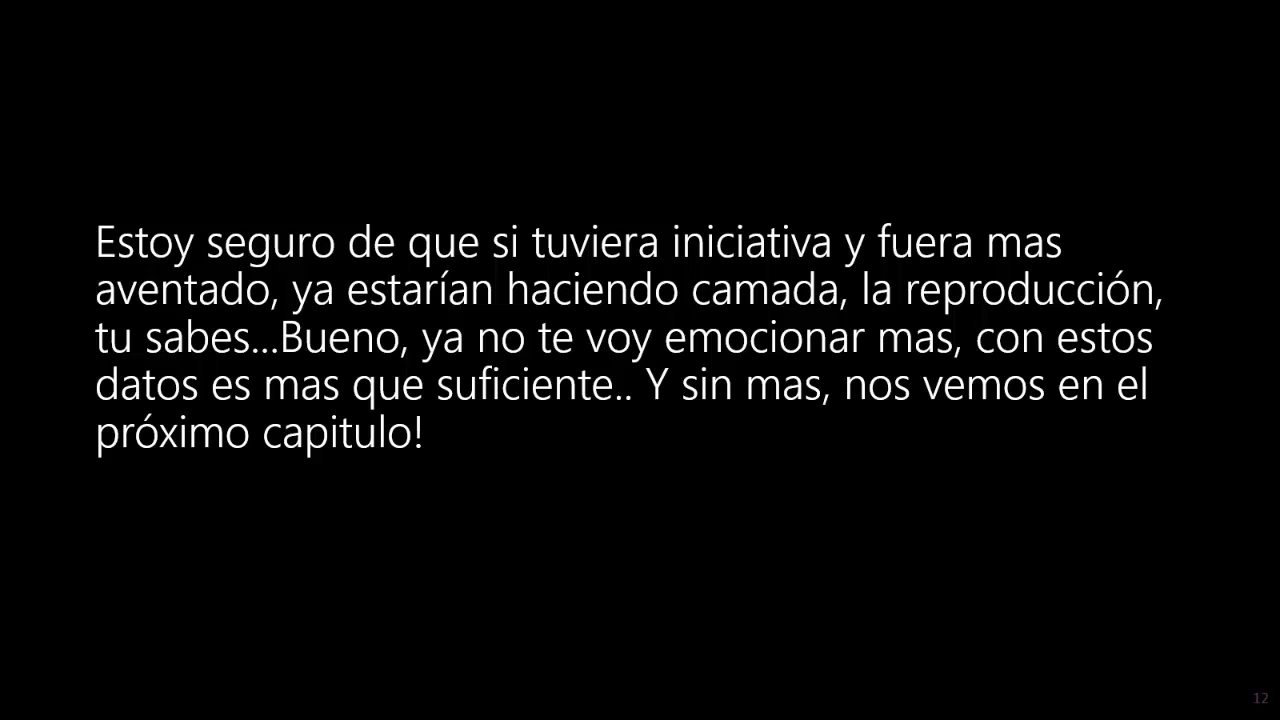 Estoy seguro de que si tuviera iniciativa y fuera mas
aventado, ya estarían haciendo camada, la reproducción,
tu sabes...Bueno, ya no te voy emocionar mas, con estos
datos es mas que suficiente.. Y sin mas, nos vemos en el
próximo capitulo!
12